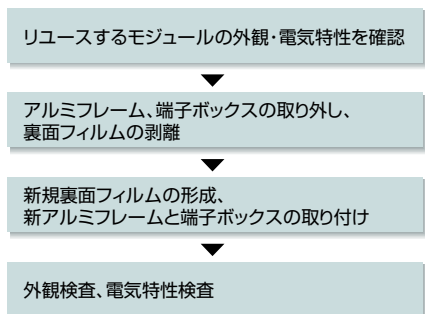 リユースするモジュールの外観・電気特性を確認
アルミフレーム、端子ボックスの取り外し、
裏面フィルムの剥離
新規裏面フィルムの形成、
新アルミフレームと端子ボックスの取り付け
外観検査、電気特性検査